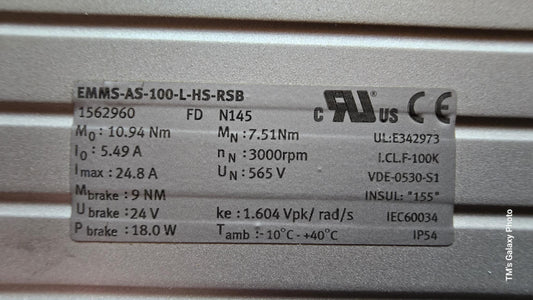 EMMS-AS-100-L-HS-RSB
1562960 FD N145
M0 : 10.94 Nm MN : 7.51Nm
I0 : 5.49 A nN : 3000rpm
Imax : 24.8 A UN : 565 V
Mbrake : 9 NM
Ubrake : 24V ke : 1.604 Vpk/ rad/s
Pbrake : 18.0 W Tamb : -10°C - +40°C
c RU US CE
UL:E342973
I.CL.F-100K
VDE-0530-S1
INSUL: "155"
IEC60034
IP54
TM's Galaxy Photo